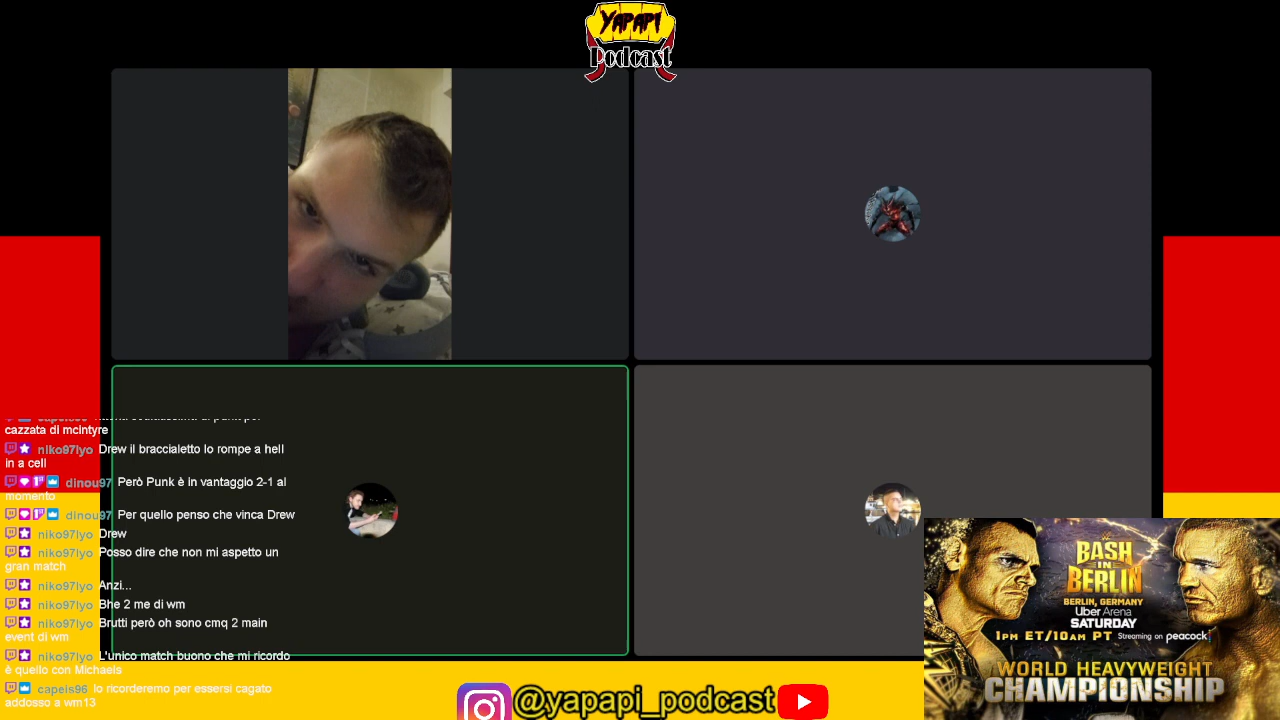 YAPAPI
Podcast
cazzata di mcintyre
niko97lyo Drew il braccialetto lo rompe a hell
in a cell
dinou97 Però Punk è in vantaggio 2-1 al
momento
dinou97 Per quello penso che vinca Drew
niko97lyo Drew
niko97lyo Posso dire che non mi aspetto un
gran match
niko97lyo Anzi...
niko97lyo Bhe 2 me di wm
niko97lyo Brutti però oh sono cmq 2 main
event di wm
niko97lyo L'unico match buono che mi ricordo
è quello con Michaels
capeis96 lo ricorderemo per essersi cagato
addosso a wm13
BASH
IN
BERLIN
BERLIN, GERMANY
Uber Arena
SATURDAY
1PM ET/10AM PT Streaming on peacock
WORLD HEAVYWEIGHT
CHAMPIONSHIP
@yapapi_podcast